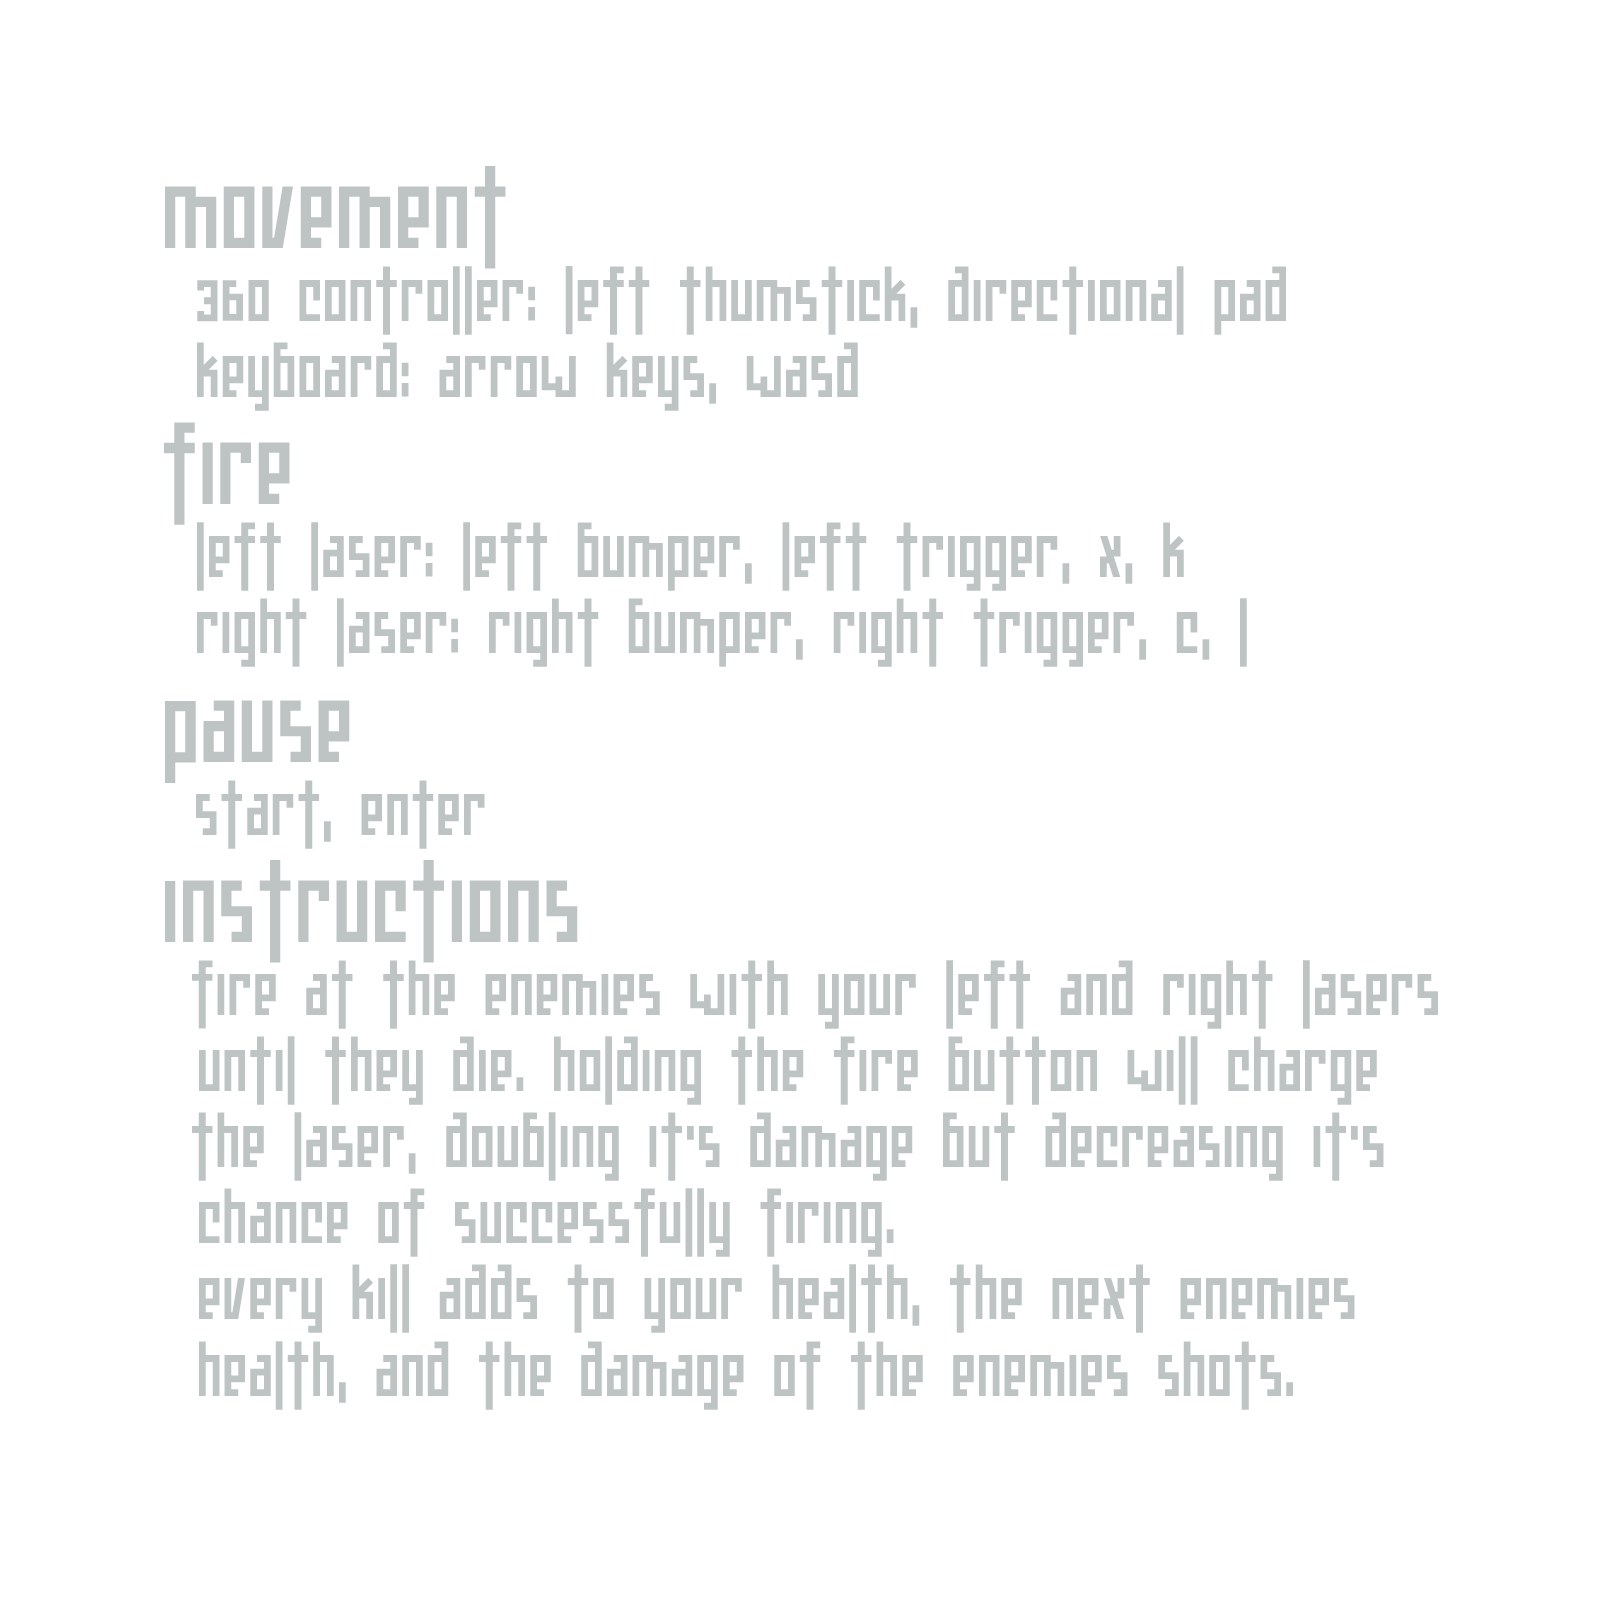 movement
360 controller: left thumstick, directional pad
keyboard: arrow keys, wasd
fire
left laser: left bumper, left trigger, x, k
right laser: right bumper, right trigger, c, l
pause
start, enter
instructions
fire at the enemies with your left and right lasers
until they die. holding the fire button will charge
the laser, doubling it's damage but decreasing it's
chance of successfully firing.
every kill adds to your health, the next enemies
health, and the damage of the enemies shots.